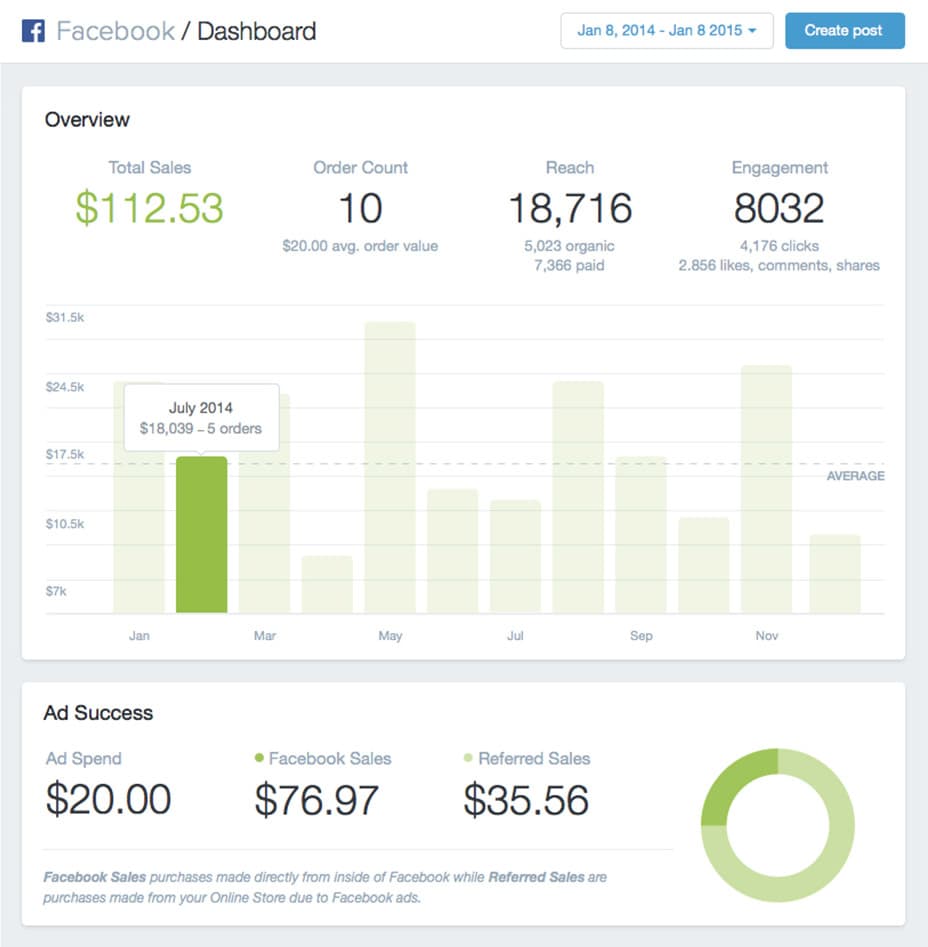 Facebook / Dashboard
Jan 8, 2014 - Jan 8 2015
Create post
Overview
Total Sales
$112.53
Order Count
10
$20.00 avg. order value
Reach
18,716
5,023 organic
7,366 paid
Engagement
8032
4,176 clicks
2.856 likes, comments, shares
$31.5k
$24.5k
July 2014
$18,039 – 5 orders
$17.5k
AVERAGE
$10.5k
$7k
Jan
Mar
May
Jul
Sep
Nov
Ad Success
Ad Spend
$20.00
Facebook Sales
$76.97
Referred Sales
$35.56
Facebook Sales purchases made directly from inside of Facebook while Referred Sales are
purchases made from your Online Store due to Facebook ads.